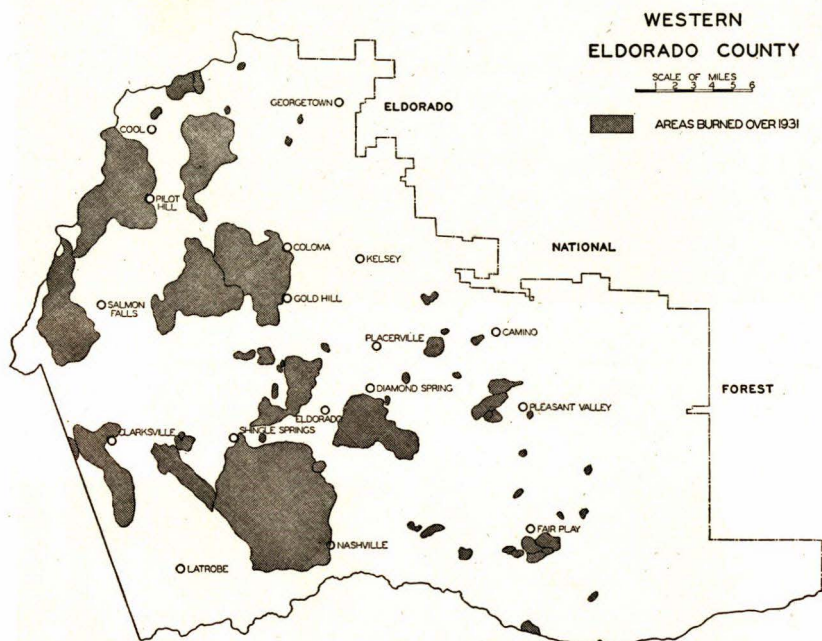 WESTERN
ELDORADO COUNTY
SCALE OF MILES
1 2 3 4 5 6
AREAS BURNED OVER 1931
GEORGETOWN
ELDORADO
COOL
PILOT
HILL
COLOMA
KELSEY
NATIONAL
SALMON
FALLS
GOLD HILL
PLACERVILLE
CAMINO
DIAMOND SPRING
FOREST
ELDORADO
PLEASANT VALLEY
CLARKSVILLE
SHINGLE SPRINGS
FAIR PLAY
NASHVILLE
LATROBE